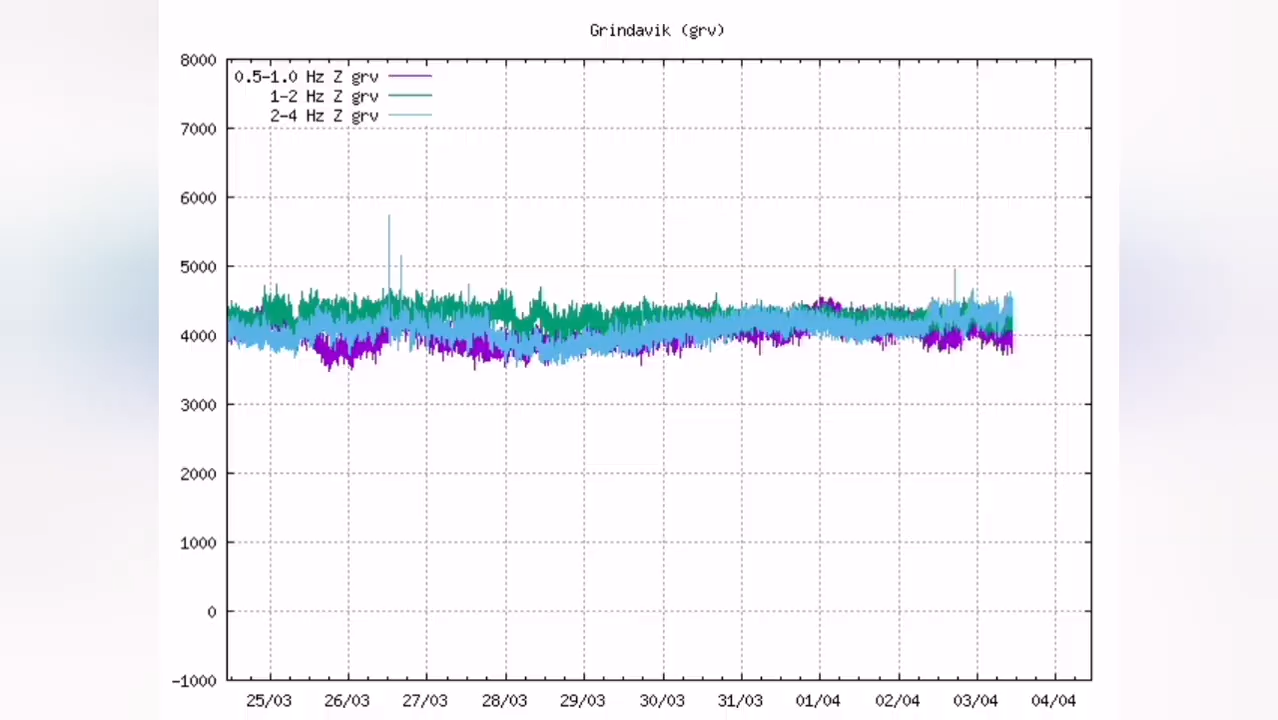 Grindavik (grv)
8000
0.5-1.0 Hz Z grv
1-2 Hz Z grv
2-4 Hz Z grv
7000
6000
5000
4000
3000
2000
1000
0
-1000
25/03 26/03 27/03 28/03 29/03 30/03 31/03 01/04 02/04 03/04 04/04